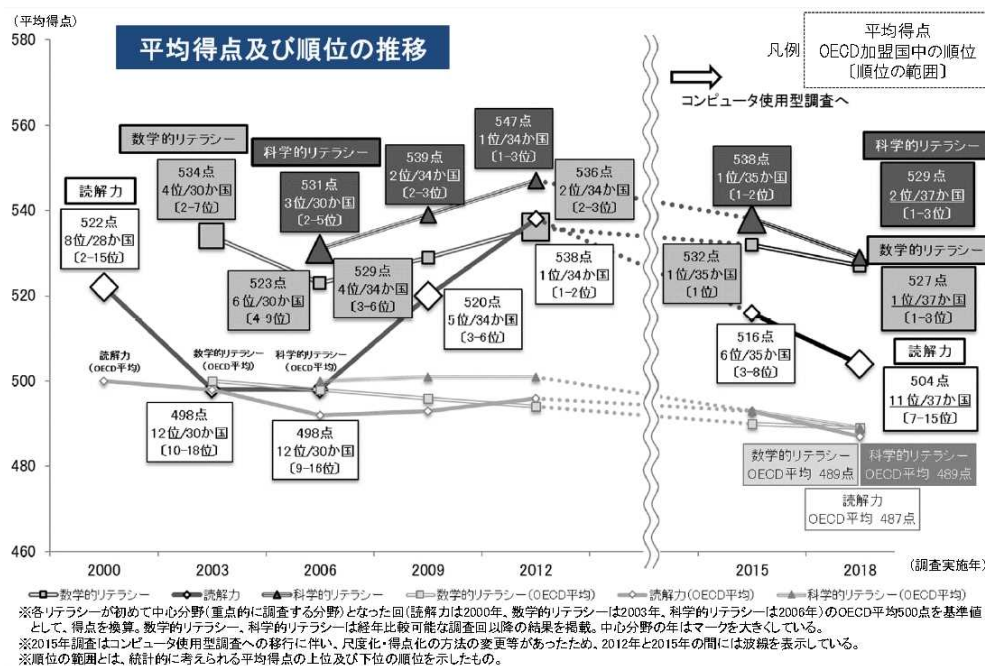 (平均得点)
580
560
540
520
500
480
460
平均得点及び順位の推移
凡例
平均得点
OECD加盟国中の順位
〔順位の範囲〕
コンピュータ使用型調査へ
読解力
522点
8位/28か国
〔2-15位〕
数学的リテラシー
534点
4位/30か国
〔2-7位〕
科学的リテラシー
531点
3位/30か国
〔2-5位〕
539点
2位/34か国
〔2-3位〕
547点
1位/34か国
〔1-3位〕
536点
2位/34か国
〔2-3位〕
523点
6位/30か国
〔4-9位〕
529点
4位/34か国
〔3-6位〕
520点
5位/34か国
〔3-6位〕
538点
1位/34か国
〔1-2位〕
498点
12位/30か国
〔10-18位〕
498点
12位/30か国
〔9-16位〕
読解力
(OECD平均)
数学的リテラシー
(OECD平均)
科学的リテラシー
(OECD平均)
538点
1位/35か国
〔1-2位〕
532点
1位/35か国
〔1位〕
516点
6位/35か国
〔3-8位〕
科学的リテラシー
529点
2位/37か国
〔1-3位〕
数学的リテラシー
527点
1位/37か国
〔1-3位〕
読解力
504点
11位/37か国
〔7-15位〕
数学的リテラシー
OECD平均 489点
科学的リテラシー
OECD平均 489点
読解力
OECD平均 487点
2000 2003 2006 2009 2012 2015 2018
(調査実施年)
数学的リテラシー 読解力 科学的リテラシー 数学的リテラシー(OECD平均) 読解力(OECD平均) 科学的リテラシー(OECD平均)
※各リテラシーが初めて中心分野(重点的に調査する分野)となった回(読解力は2000年、数学的リテラシーは2003年、科学的リテラシーは2006年)のOECD平均500点を基準値
として、得点を換算。数学的リテラシー、科学的リテラシーは経年比較可能な調査回以降の結果を掲載。中心分野の年はマークを大きくしている。
※2015年調査はコンピュータ使用型調査への移行に伴い、尺度化・得点化の方法の変更等があったため、2012年と2015年の間には波線を表示している。
※順位の範囲とは、統計的に考えられる平均得点の上位及び下位の順位を示したもの。